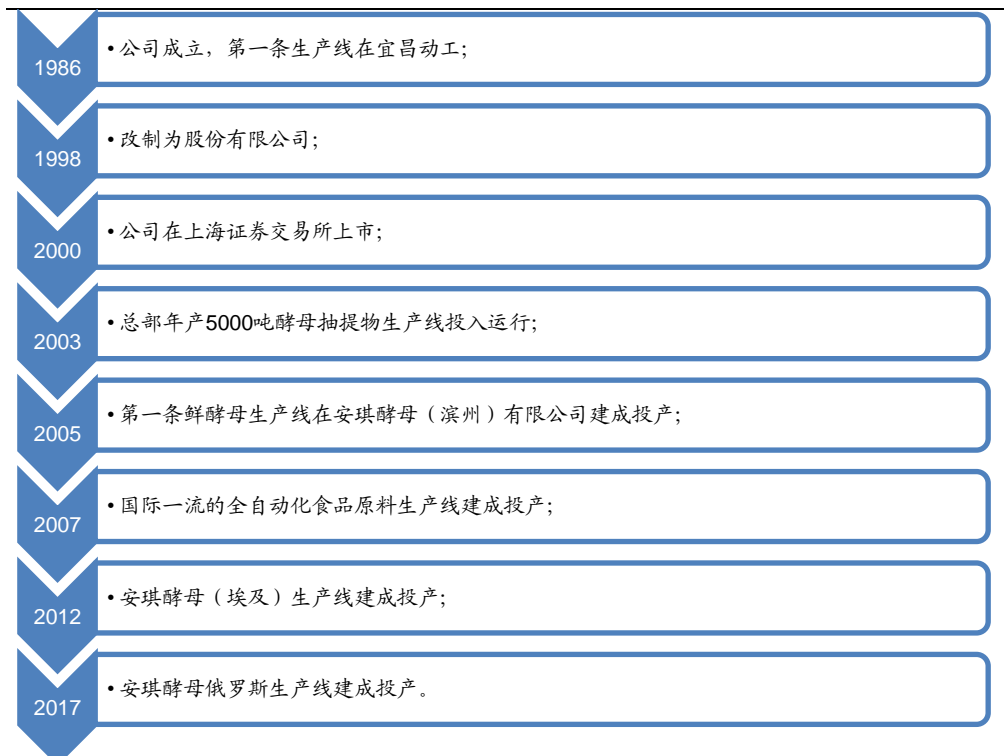 1986
•公司成立，第一条生产线在宜昌动工；
1998
•改制为股份有限公司；
2000
•公司在上海证券交易所上市；
2003
•总部年产5000吨酵母抽提物生产线投入运行；
2005
•第一条鲜酵母生产线在安琪酵母（滨州）有限公司建成投产；
2007
•国际一流的全自动化食品原料生产线建成投产；
2012
•安琪酵母（埃及）生产线建成投产；
2017
•安琪酵母俄罗斯生产线建成投产。